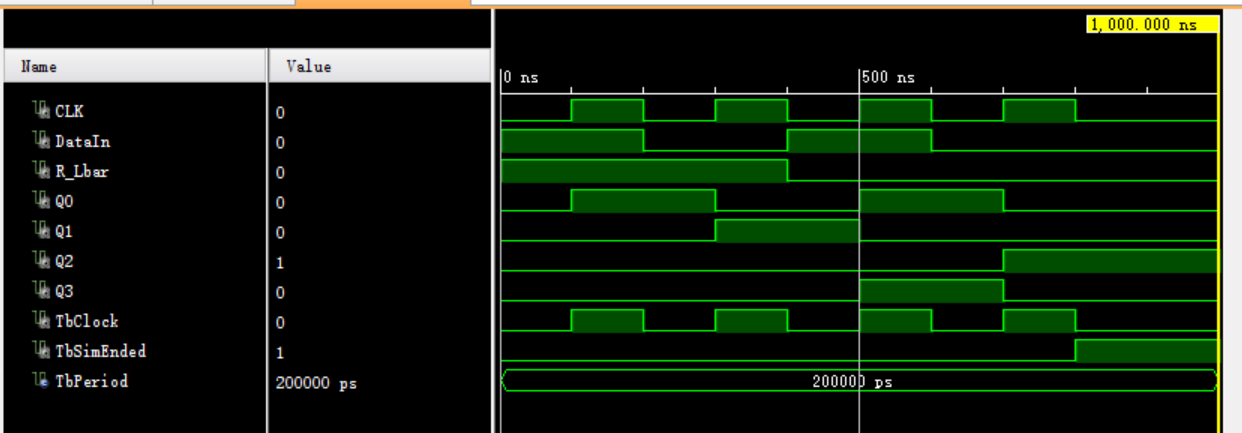 1,000.000 ns
Name Value
0 ns 500 ns
CLK 0
DataIn 0
R_Lbar 0
Q0 0
Q1 0
Q2 1
Q3 0
TbClock 0
TbSimEnded 1
TbPeriod 200000 ps 200000 ps